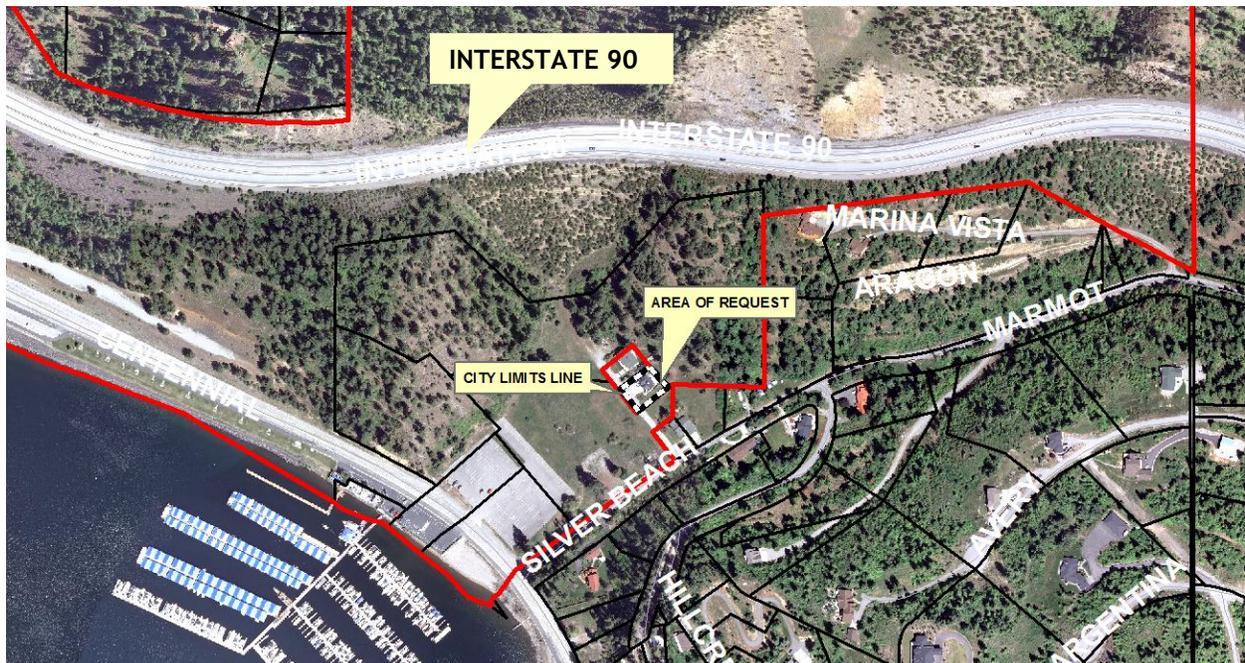 INTERSTATE 90
INTERSTATE 90
INTERSTATE 90
MARINA VISTA
ARAGON
AREA OF REQUEST
MARMOT
CENTENNIAL
CITY LIMITS LINE
SILVER BEACH
AVERY
HILLCRE
ARGENTINA